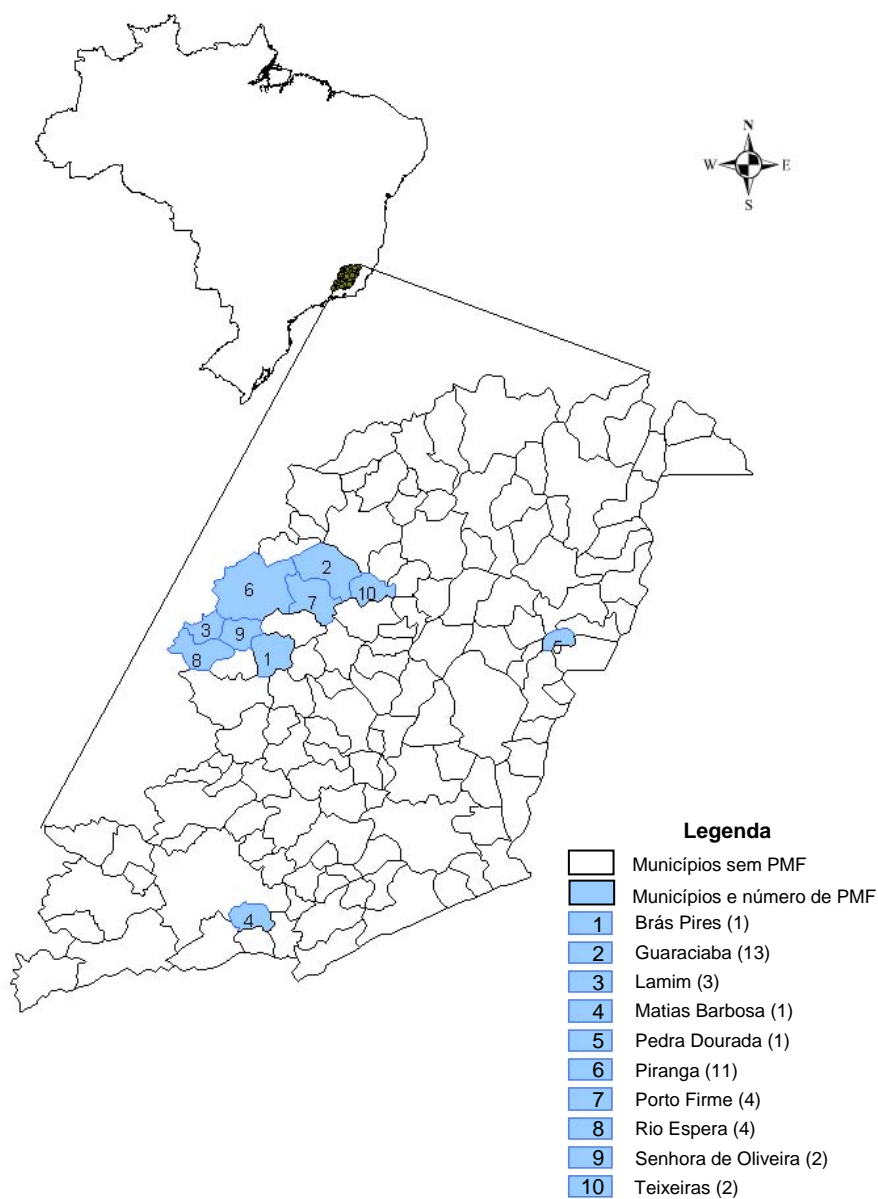 N
W E
S
2
6
10
7
3
9
5
1
8
4
Legenda
Municípios sem PMF
Municípios e número de PMF
1 Brás Pires (1)
2 Guaraciaba (13)
3 Lamim (3)
4 Matias Barbosa (1)
5 Pedra Dourada (1)
6 Piranga (11)
7 Porto Firme (4)
8 Rio Espera (4)
9 Senhora de Oliveira (2)
10 Teixeiras (2)